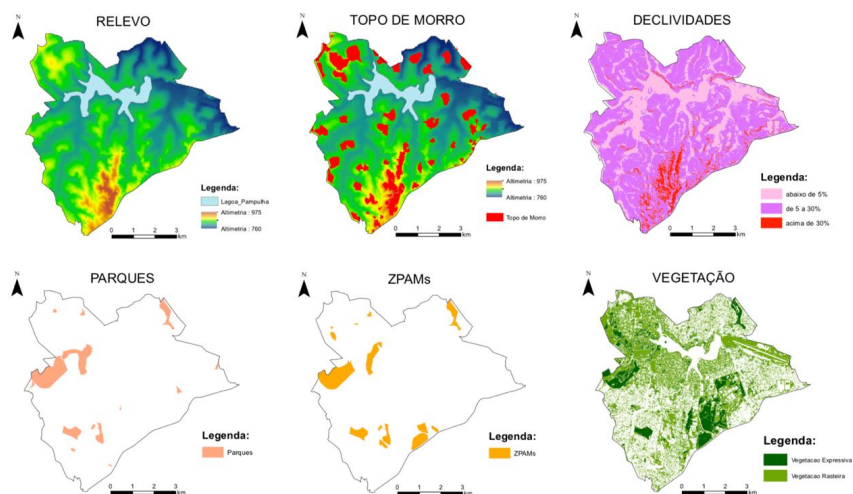 RELEVO
N
Legenda:
Lagoa_Pampulha
Altimetria : 975
Altimetria : 760
0 1 2 3
km
TOPO DE MORRO
N
Legenda:
Altimetria : 975
Altimetria : 760
Topo de Morro
0 1 2 3
km
DECLIVIDADES
N
Legenda:
abaixo de 5%
de 5 a 30%
acima de 30%
0 1 2 3
km
PARQUES
N
Legenda:
Parques
0 1 2 3
km
ZPAMs
N
Legenda:
ZPAMs
0 1 2 3
km
VEGETAÇÃO
N
Legenda:
Vegetacao Expressiva
Vegetacao Rasteira
0 1 2 3
km